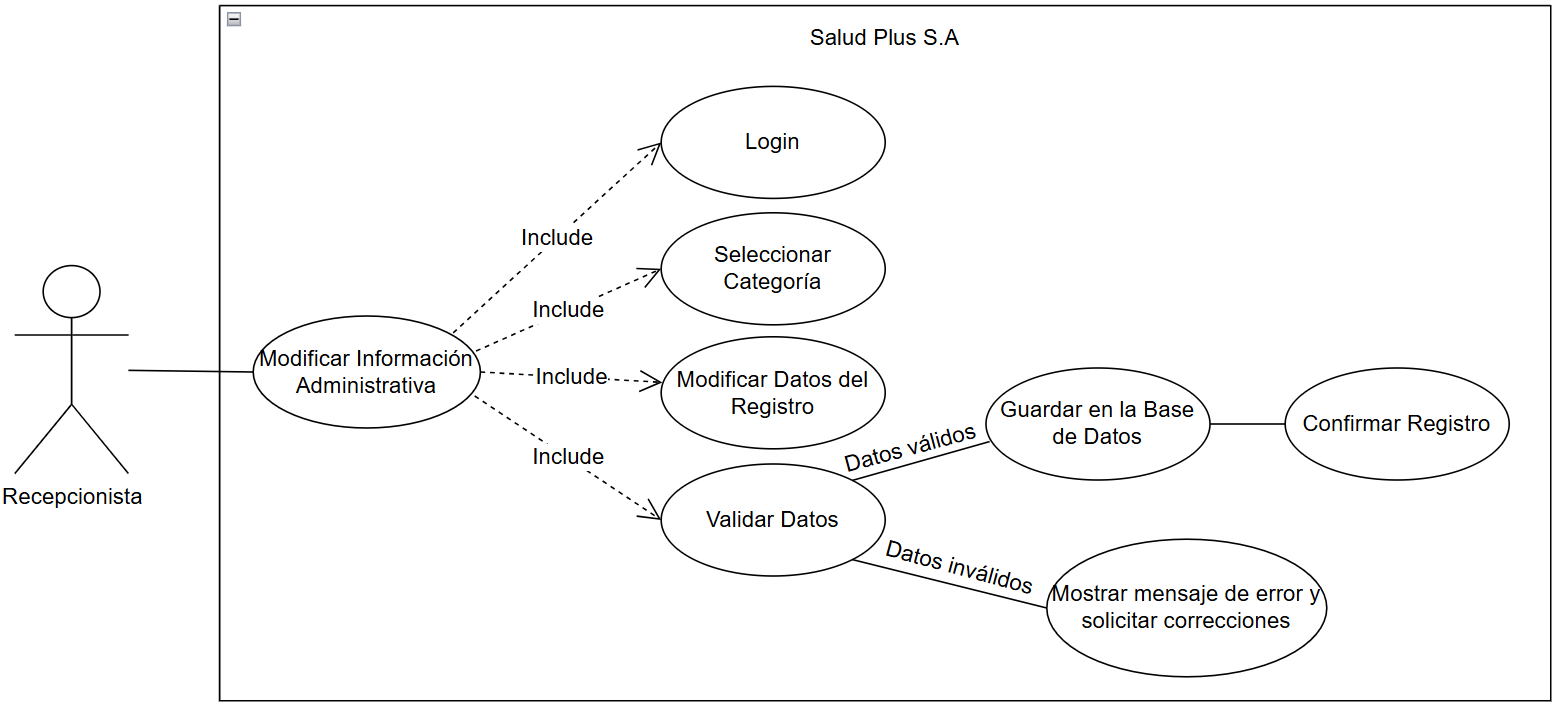 Salud Plus S.A
Login
Include
Seleccionar
Categoría
Include
Modificar Información
Administrativa
Include
Modificar Datos del
Registro
Include
Validar Datos
Datos válidos
Guardar en la Base
de Datos
Confirmar Registro
Datos inválidos
Mostrar mensaje de error y
solicitar correcciones
Recepcionista